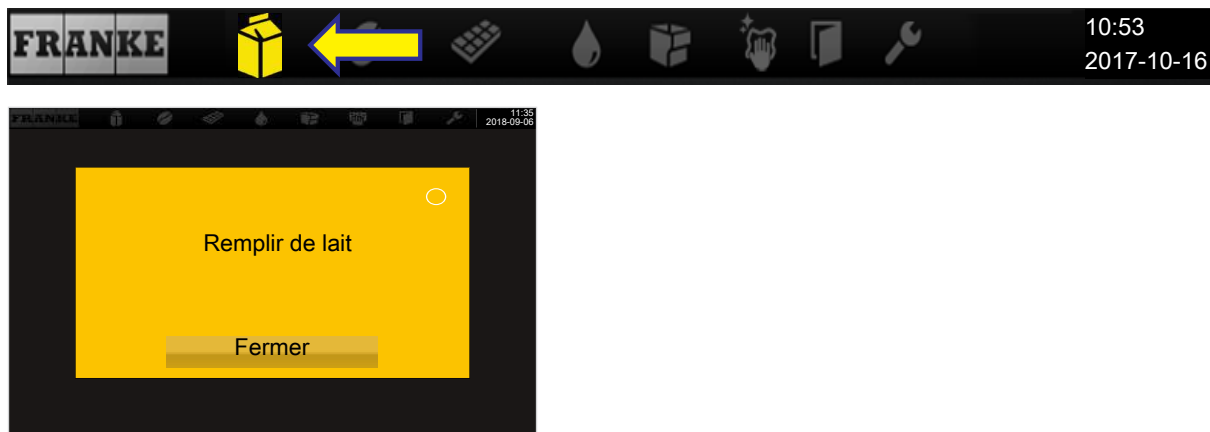 FRANKE
10:53
2017-10-16
FRANKE
11:35
2018-09-06
Remplir de lait
Fermer